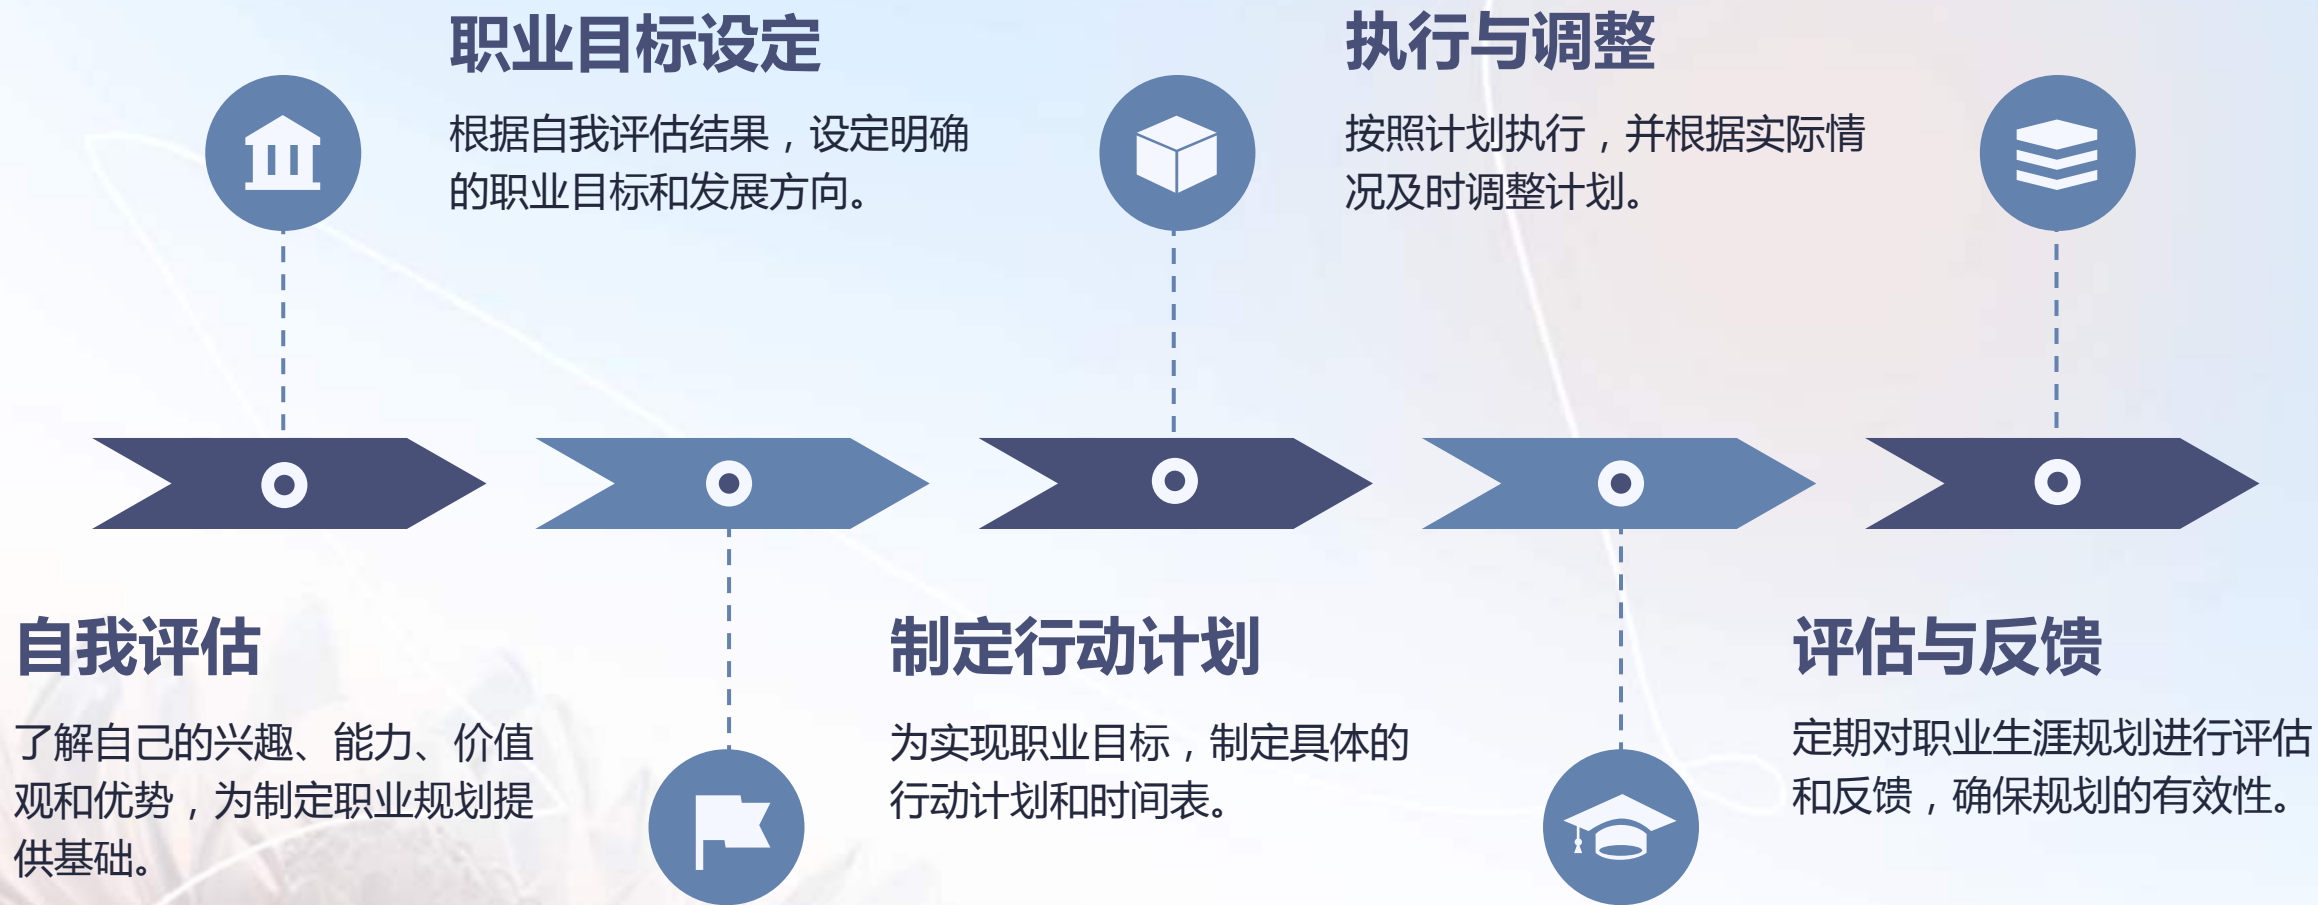 职业目标设定
根据自我评估结果，设定明确
的职业目标和发展方向。
执行与调整
按照计划执行，并根据实际情
况及时调整计划。
自我评估
了解自己的兴趣、能力、价值
观和优势，为制定职业规划提
供基础。
制定行动计划
为实现职业目标，制定具体的
行动计划和时间表。
评估与反馈
定期对职业生涯规划进行评估
和反馈，确保规划的有效性。